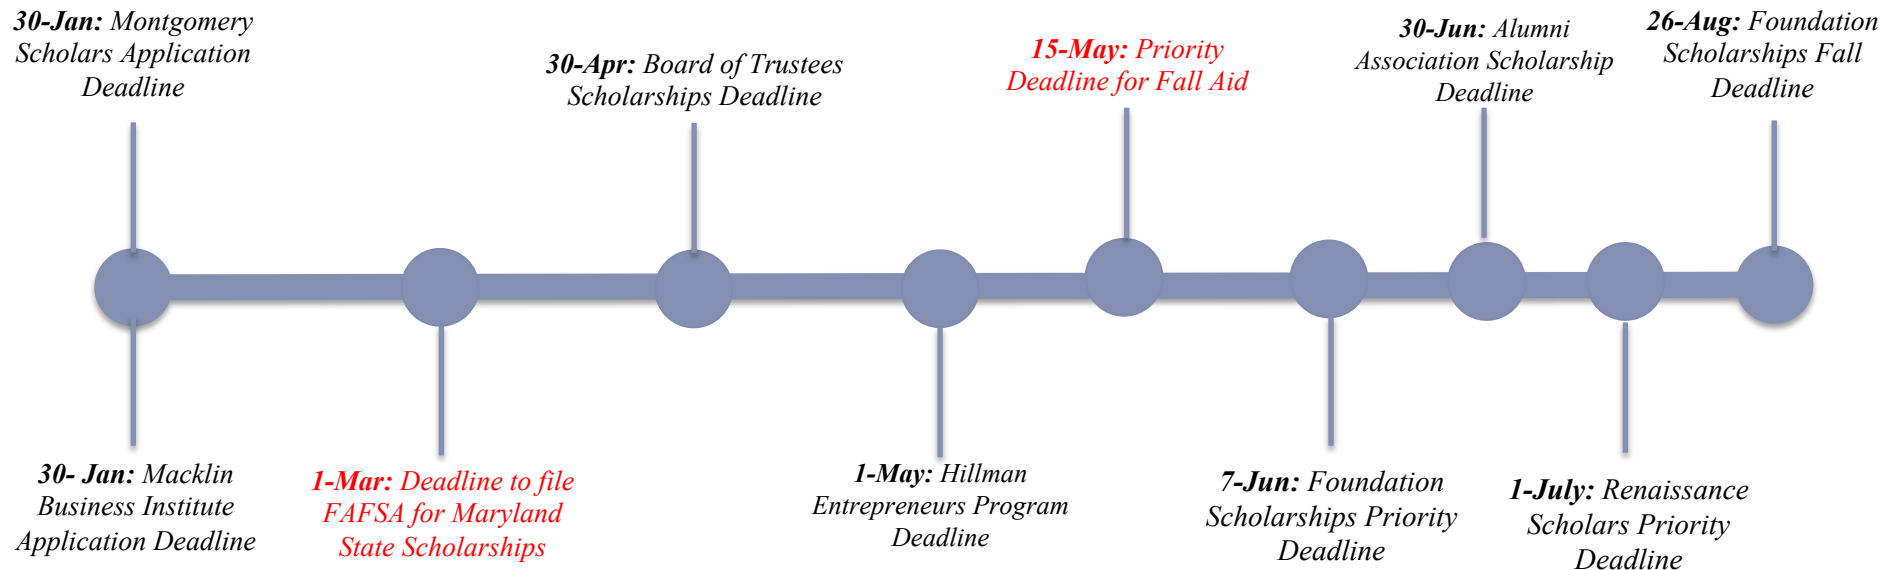 30-Jan: Montgomery
Scholars Application
Deadline
30-Apr: Board of Trustees
Scholarships Deadline
15-May: Priority
Deadline for Fall Aid
30-Jun: Alumni
Association Scholarship
Deadline
26-Aug: Foundation
Scholarships Fall
Deadline
30- Jan: Macklin
Business Institute
Application Deadline
1-Mar: Deadline to file
FAFSA for Maryland
State Scholarships
1-May: Hillman
Entrepreneurs Program
Deadline
7-Jun: Foundation
Scholarships Priority
Deadline
1-July: Renaissance
Scholars Priority
Deadline